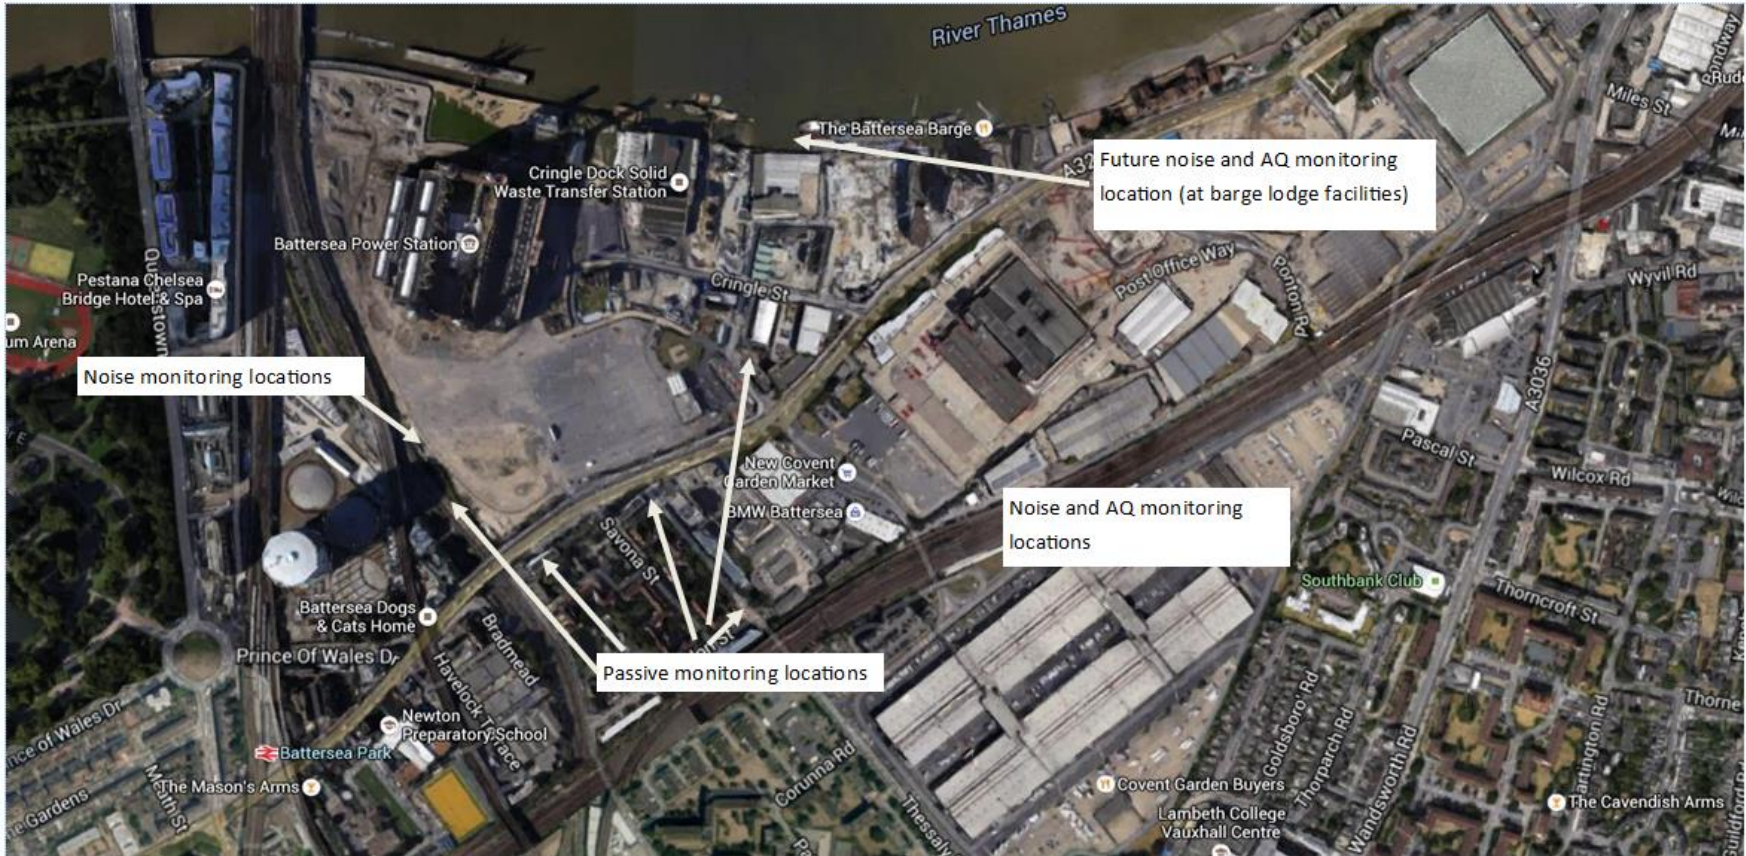 River Thames
The Battersea Barge
Miles St
Future noise and AQ monitoring
location (at barge lodge facilities)
Cringle Dock Solid
Waste Transfer Station
Battersea Power Station
Pestana Chelsea
Bridge Hotel & Spa
Cringle St
Post Office Way
Ponton Rd
Wyvil Rd
um Arena
Noise monitoring locations
A3036
Pascal St
Wilcox Rd
New Covent
Garden Market
BMW Battersea
Noise and AQ monitoring
locations
Savona St
Southbank Club
Thorncroft St
Battersea Dogs
& Cats Home
Prince Of Wales Dr
Bradmead
Havelock Terrace
Passive monitoring locations
Newton
Preparatory School
Battersea Park
The Mason's Arms
Corunna Rd
Goldsboro' Rd
Thorparch Rd
Wandsworth Rd
Thorne
Covent Garden Buyers
Lambeth College
Vauxhall Centre
The Cavendish Arms